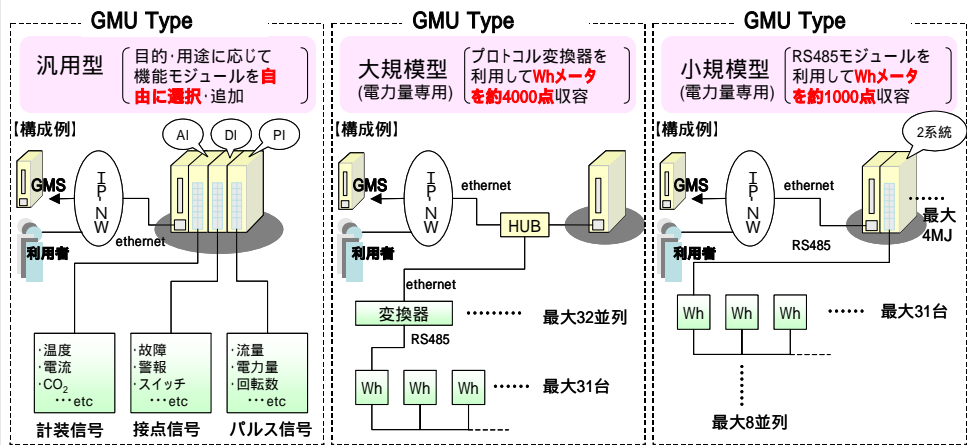 GMU Type
汎用型
目的・用途に応じて
機能モジュールを自
由に選択・追加
【構成例】
AI
DI
PI
GMS
IP-NW
ethernet
利用者
・温度
・電流
・CO2
・・・etc
計装信号
・故障
・警報
・スイッチ
・・・etc
接点信号
・流量
・電力量
・回転数
・・・etc
パルス信号
GMU Type
大規模型
(電力量専用)
プロトコル変換器を
利用してWhメータ
を約4000点収容
【構成例】
GMS
IP-NW
ethernet
HUB
利用者
ethernet
変換器
・・・・・・・・・ 最大32並列
RS485
Wh Wh Wh ・・・・・・ 最大31台
GMU Type
小規模型
(電力量専用)
RS485モジュールを
利用してWhメータ
を約1000点収容
【構成例】
2系統
GMS
IP-NW
ethernet
・・・・・・
最大
4MJ
RS485
利用者
Wh Wh Wh ・・・・・・ 最大31台
最大8並列